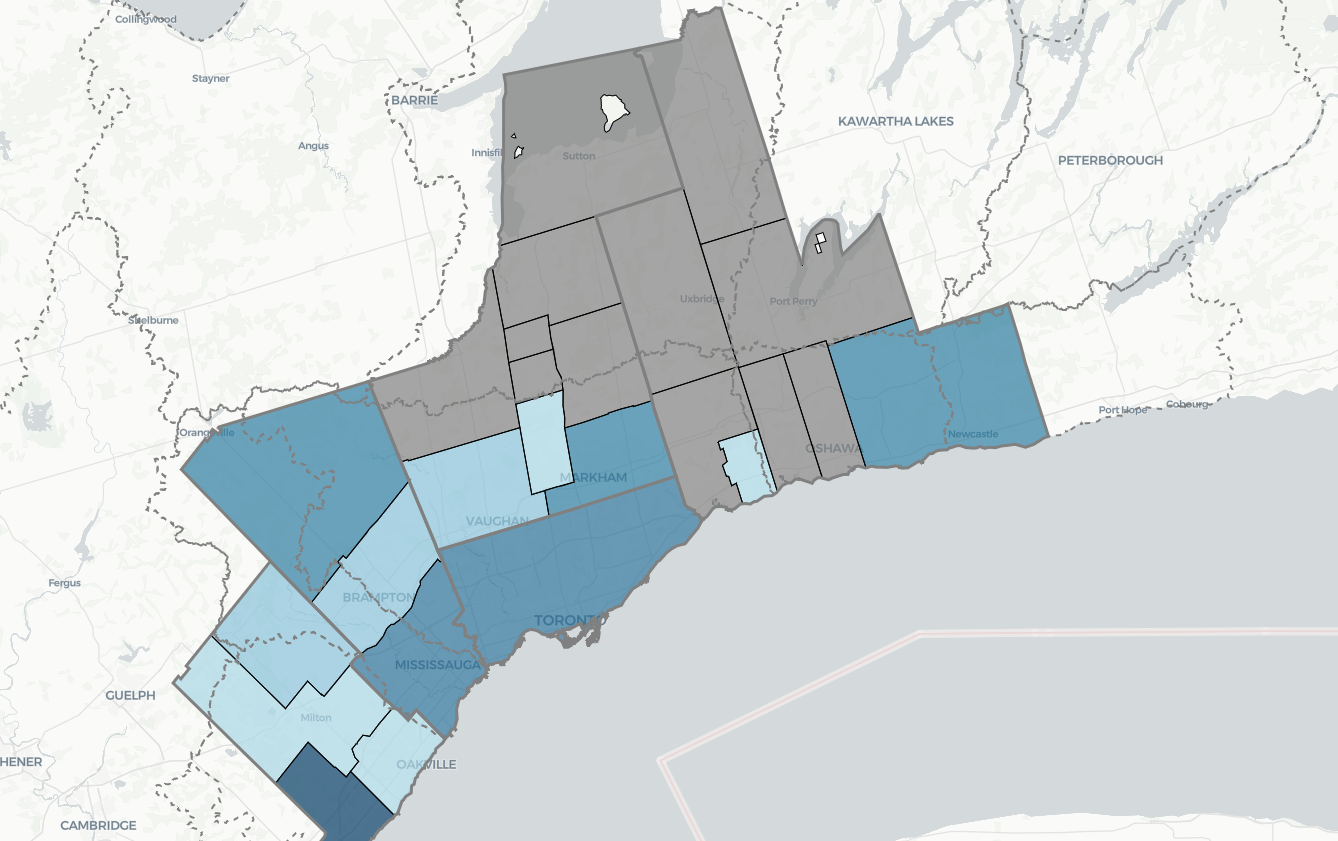 Collingwood
Stayner
BARRIE
KAWARTHA LAKES
Angus
Innisfil
Sutton
PETERBOROUGH
Uxbridge
Port Perry
Shelburne
Port Hope
Cobourg
Orangeville
Newcastle
OSHAWA
MARKHAM
VAUGHAN
Fergus
BRAMPTON
TORONTO
MISSISSAUGA
GUELPH
Milton
HENER
OAKVILLE
CAMBRIDGE